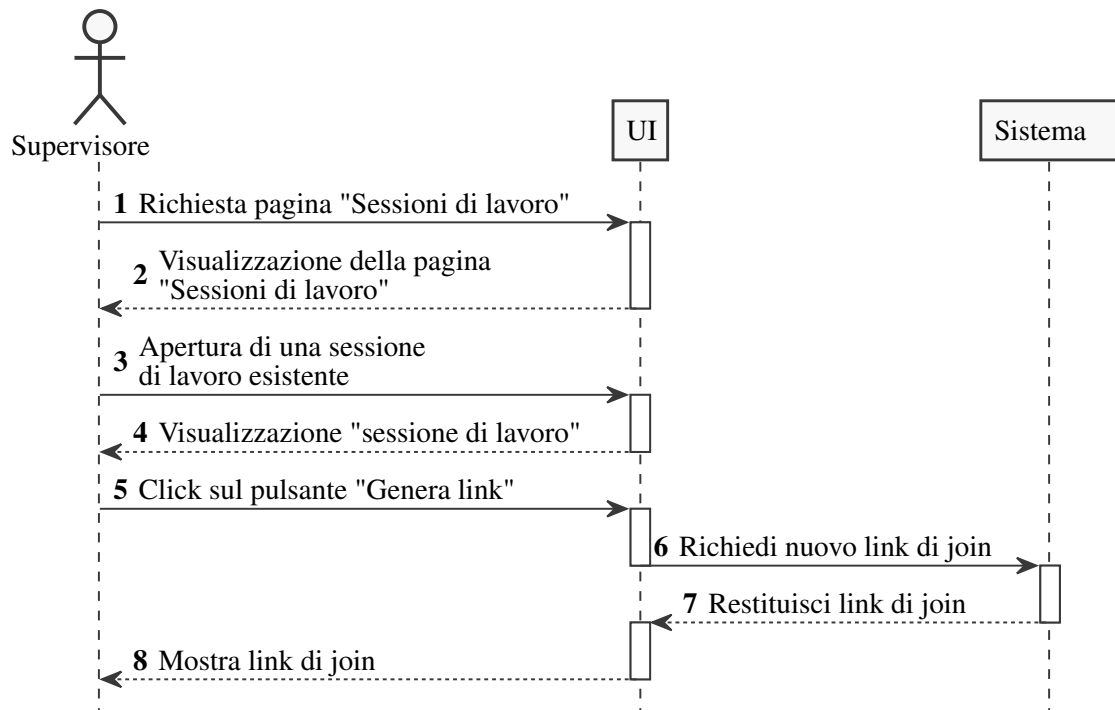 Supervisore
UI
Sistema
1 Richiesta pagina "Sessioni di lavoro"
2 Visualizzazione della pagina
"Sessioni di lavoro"
3 Apertura di una sessione
di lavoro esistente
4 Visualizzazione "sessione di lavoro"
5 Click sul pulsante "Genera link"
6 Richiedi nuovo link di join
7 Restituisci link di join
8 Mostra link di join